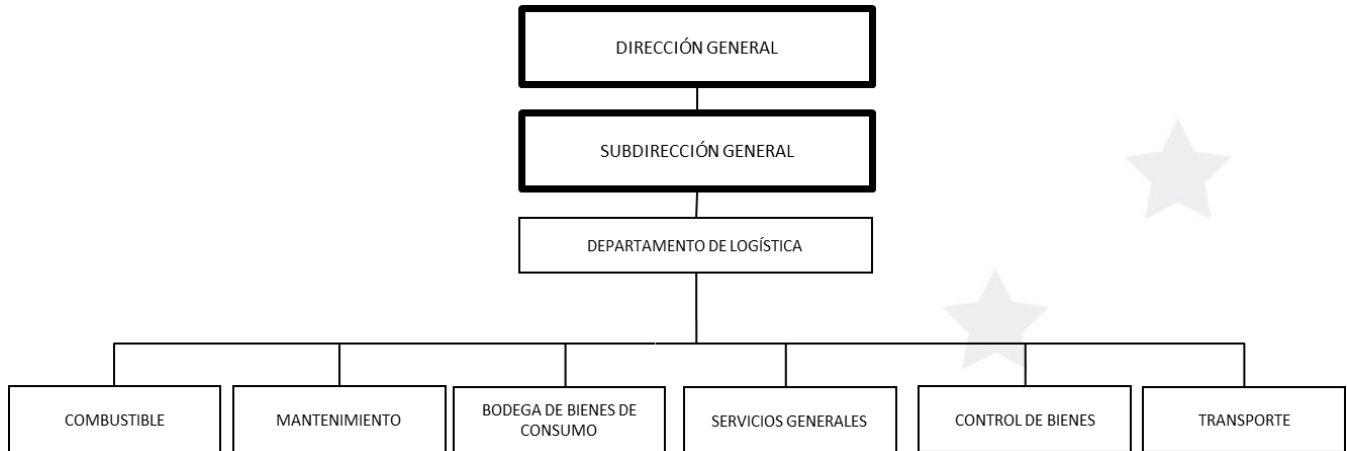 DIRECCIÓN GENERAL
SUBDIRECCIÓN GENERAL
DEPARTAMENTO DE LOGÍSTICA
COMBUSTIBLE
MANTENIMIENTO
BODEGA DE BIENES DE
CONSUMO
SERVICIOS GENERALES
CONTROL DE BIENES
TRANSPORTE